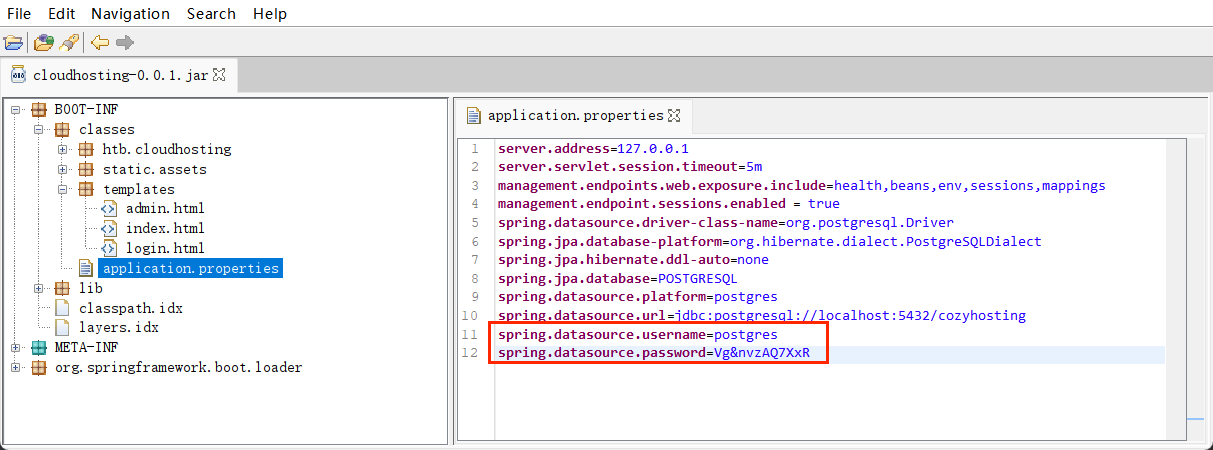 File Edit Navigation Search Help
cloudhosting-0.0.1.jar
BOOT-INF
classes
htb.cloudhosting
static.assets
templates
admin.html
index.html
login.html
application.properties
lib
classpath.idx
layers.idx
META-INF
org.springframework.boot.loader
application.properties
1 server.address=127.0.0.1
2 server.servlet.session.timeout=5m
3 management.endpoints.web.exposure.include=health,beans,env,sessions,mappings
4 management.endpoint.sessions.enabled = true
5 spring.datasource.driver-class-name=org.postgresql.Driver
6 spring.jpa.database-platform=org.hibernate.dialect.PostgreSQLDialect
7 spring.jpa.hibernate.ddl-auto=none
8 spring.jpa.database=POSTGRESQL
9 spring.datasource.platform=postgres
10 spring.datasource.url=jdbc:postgresql://localhost:5432/cozyhosting
11 spring.datasource.username=postgres
12 spring.datasource.password=Vg&nvzAQ7XxR